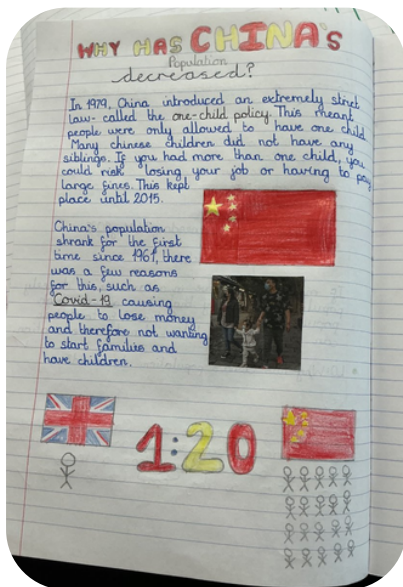 WHY HAS CHINA'S
Population
decreased?
In 1979, China introduced an extremely strict
law- called the one-child policy. This meant
people were only allowed to have one child.
Many chinese children did not have any
siblings. If you had more than one child, you
could risk losing your job or having to pay
large fines. This kept
place until 2015.
China's population
shrank for the first
time since 1961, there
was a few reasons
for this, such as
Covid-19 causing
people to lose money
and therefore not wanting
to start families and
have children.
1:20